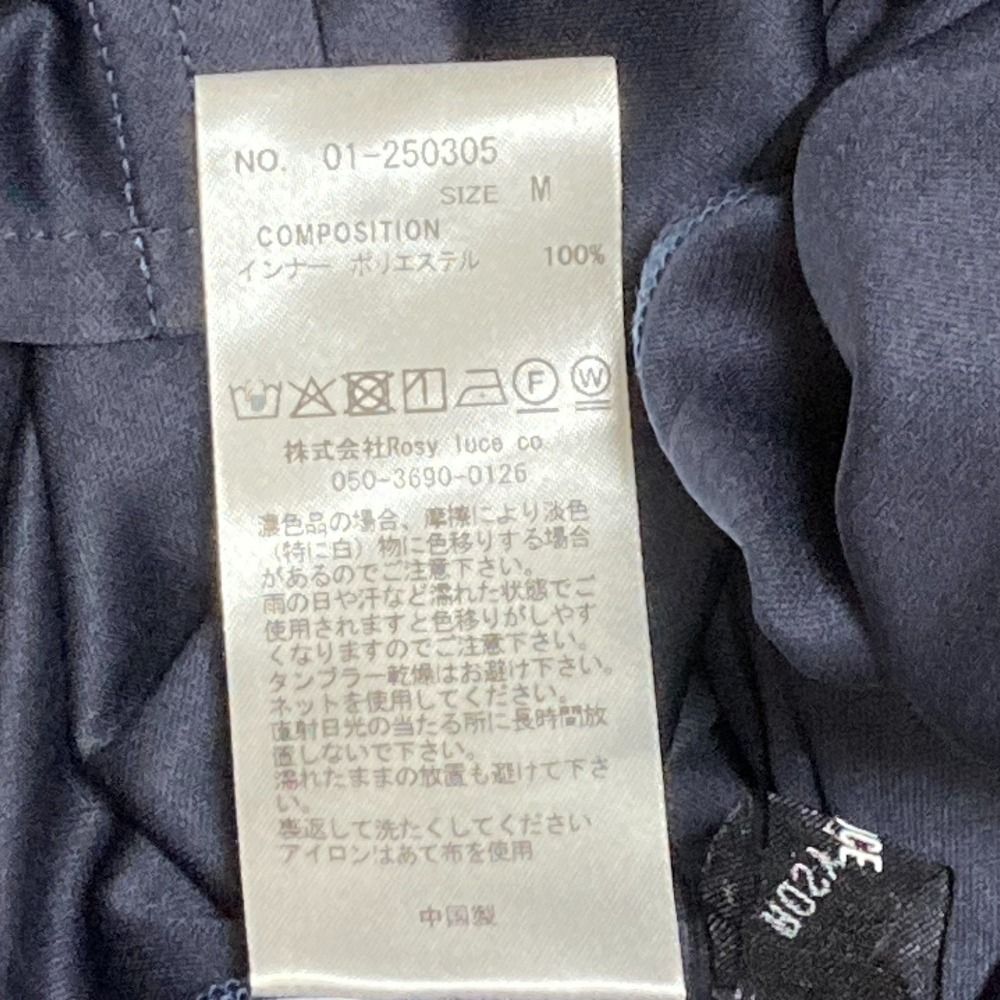 NO. 01-250305
SIZE M
COMPOSITION
インナー ポリエステル 100%
F W
株式会社Rosy luce co.
050-3690-0126
濃色品の場合、摩擦により淡色
（特に白）物に色移りする場合
があるのでご注意下さい。
雨の日や汗など濡れた状態でご
使用されますと色移りがしやす
くなりますのでご注意下さい。
タンブラー乾燥はお避け下さい。
ネットを使用してください。
直射日光の当たる所に長時間放
置しないで下さい。
濡れたままの放置も避けて下さ
い。
裏返して洗たくしてください
アイロンはあて布を使用
中国製